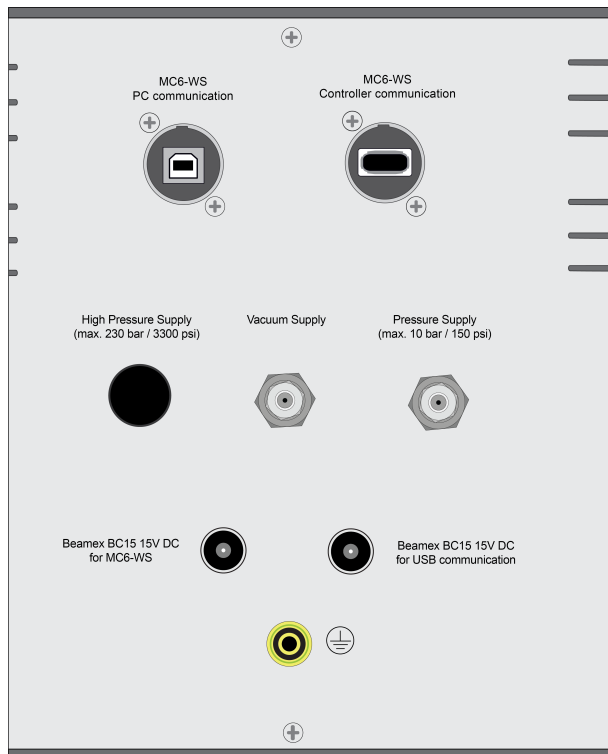 MC6-WS
PC communication
MC6-WS
Controller communication
High Pressure Supply
(max. 230 bar / 3300 psi)
Vacuum Supply
Pressure Supply
(max. 10 bar / 150 psi)
Beamex BC15 15V DC
for MC6-WS
Beamex BC15 15V DC
for USB communication